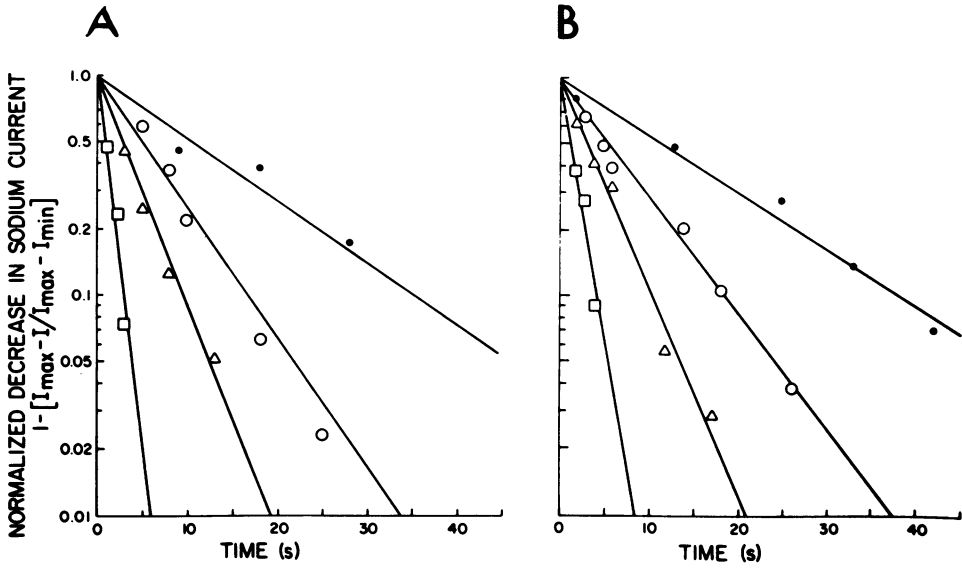 A
B
NORMALIZED DECREASE IN SODIUM CURRENT
1-[Imax-I/Imax-Imin]
1.0
0.5
0.2
0.1
0.05
0.02
0.01
0 10 20 30 40
TIME (s)
0 10 20 30 40
TIME (s)